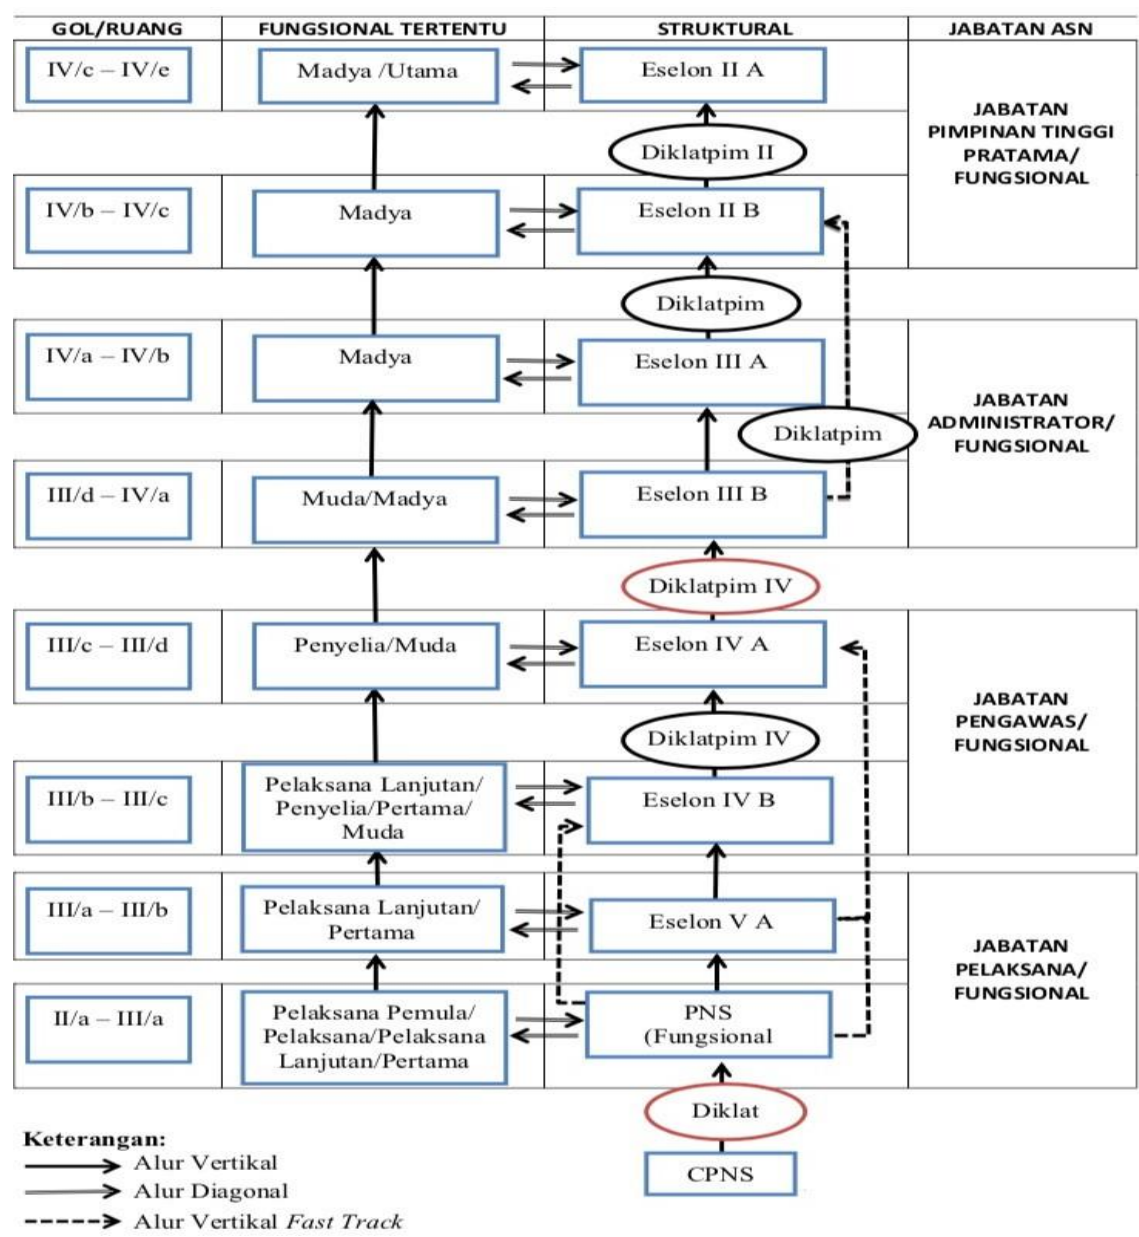 GOL/RUANG
FUNGSIONAL TERTENTU
STRUKTURAL
JABATAN ASN
IV/c – IV/e
Madya /Utama
Eselon II A
JABATAN
PIMPINAN TINGGI
PRATAMA/
FUNGSIONAL
Diklatpim II
IV/b – IV/c
Madya
Eselon II B
Diklatpim
IV/a – IV/b
Madya
Eselon III A
JABATAN
ADMINISTRATOR/
FUNGSIONAL
Diklatpim
III/d – IV/a
Muda/Madya
Eselon III B
Diklatpim IV
III/c – III/d
Penyelia/Muda
Eselon IV A
JABATAN
PENGAWAS/
FUNGSIONAL
Diklatpim IV
III/b – III/c
Pelaksana Lanjutan/
Penyelia/Pertama/
Muda
Eselon IV B
III/a – III/b
Pelaksana Lanjutan/
Pertama
Eselon V A
JABATAN
PELAKSANA/
FUNGSIONAL
II/a – III/a
Pelaksana Pemula/
Pelaksana/Pelaksana
Lanjutan/Pertama
PNS
(Fungsional
Diklat
CPNS
Keterangan:
Alur Vertikal
Alur Diagonal
Alur Vertikal Fast Track